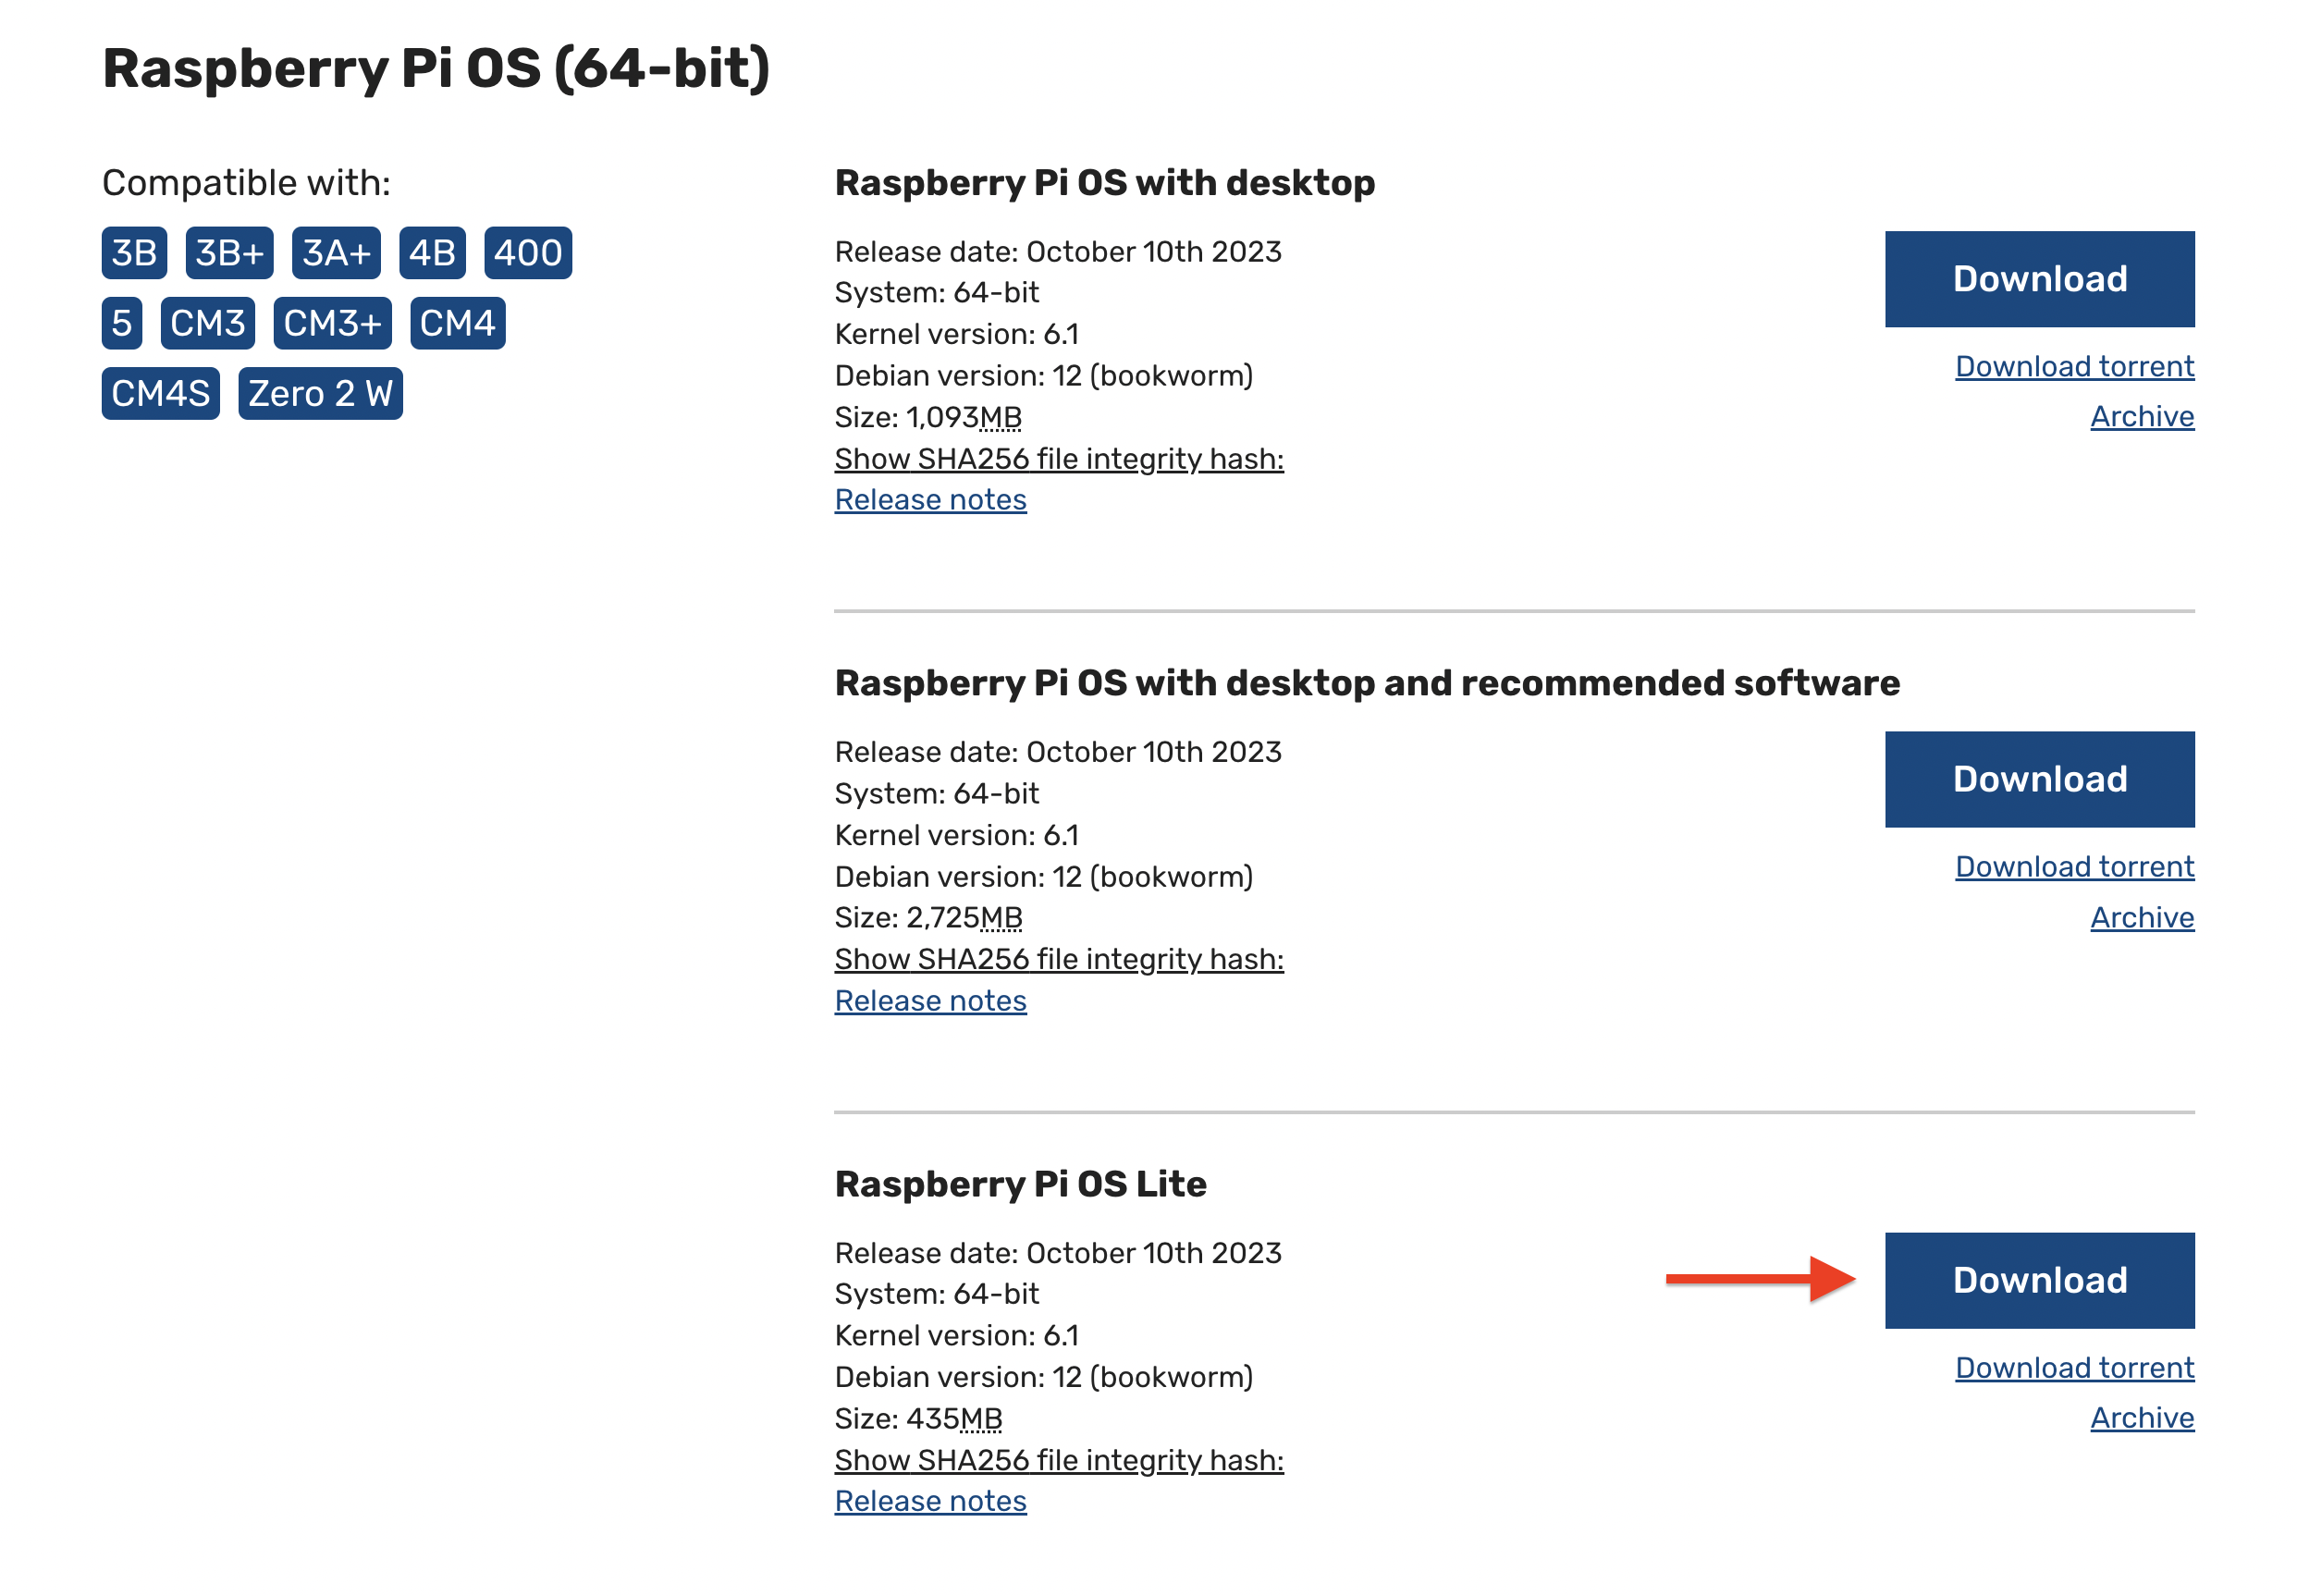 Raspberry Pi OS (64-bit)
Compatible with:
3B 3B+ 3A+ 4B 400
5 CM3 CM3+ CM4
CM4S Zero 2 W
Raspberry Pi OS with desktop
Release date: October 10th 2023
System: 64-bit
Kernel version: 6.1
Debian version: 12 (bookworm)
Size: 1,093MB
Show SHA256 file integrity hash:
Release notes
Download
Download torrent
Archive
Raspberry Pi OS with desktop and recommended software
Release date: October 10th 2023
System: 64-bit
Kernel version: 6.1
Debian version: 12 (bookworm)
Size: 2,725MB
Show SHA256 file integrity hash:
Release notes
Download
Download torrent
Archive
Raspberry Pi OS Lite
Release date: October 10th 2023
System: 64-bit
Kernel version: 6.1
Debian version: 12 (bookworm)
Size: 435MB
Show SHA256 file integrity hash:
Release notes
Download
Download torrent
Archive